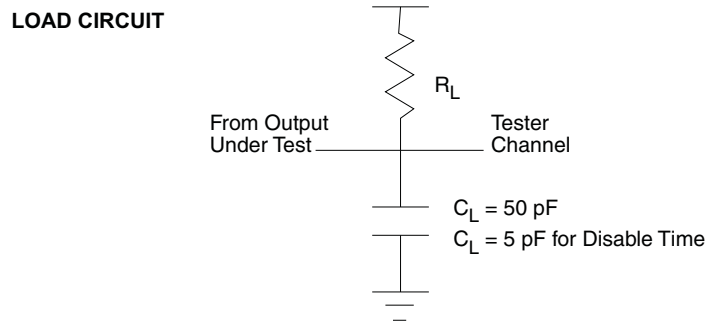 LOAD CIRCUIT
RL
From Output
Under Test
Tester
Channel
CL = 50 pF
CL = 5 pF for Disable Time